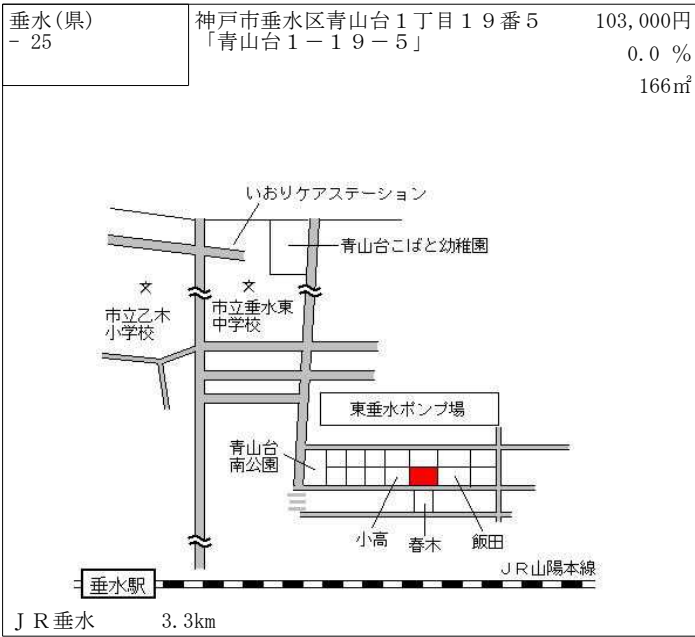 垂水(県)
- 25
神戸市垂水区青山台１丁目１９番５
「青山台１－１９－５」
103,000円
0.0 %
166㎡
いおりケアステーション
青山台こばと幼稚園
市立乙木
小学校
市立垂水東
中学校
東垂水ポンプ場
青山台
南公園
小高
春木
飯田
ＪＲ山陽本線
垂水駅
ＪＲ垂水 3.3km